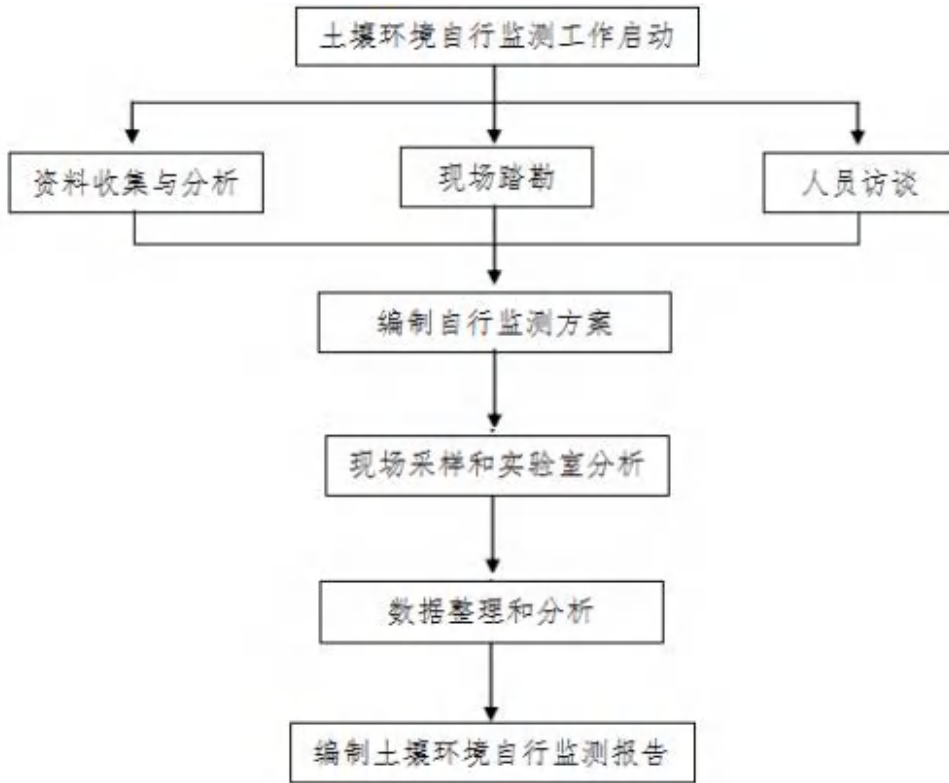 土壤环境自行监测工作启动
资料收集与分析
现场踏勘
人员访谈
编制自行监测方案
现场采样和实验室分析
数据整理和分析
编制土壤环境自行监测报告